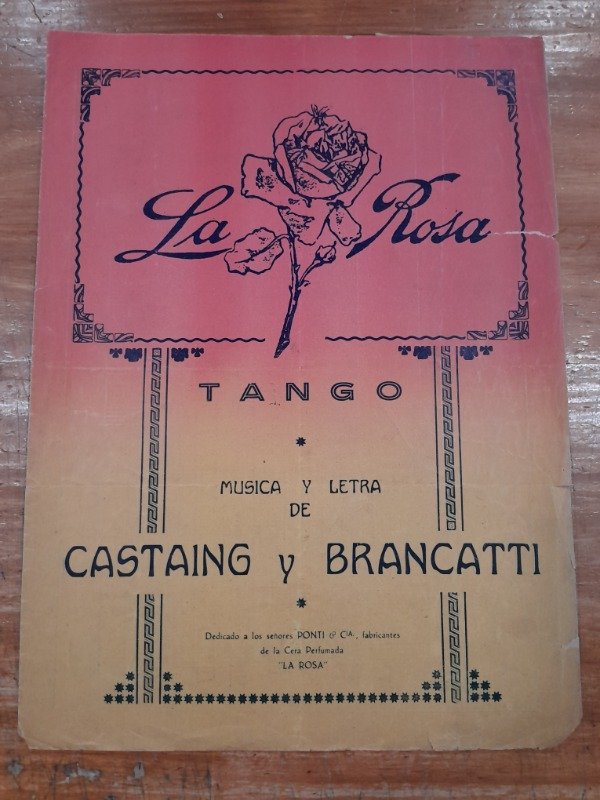 La Rosa
TANGO
MUSICA Y LETRA
DE
CASTAING y BRANCATTI
Dedicado a los señores PONTI & Cía., fabricantes
de la Cera Perfumada
"LA ROSA"